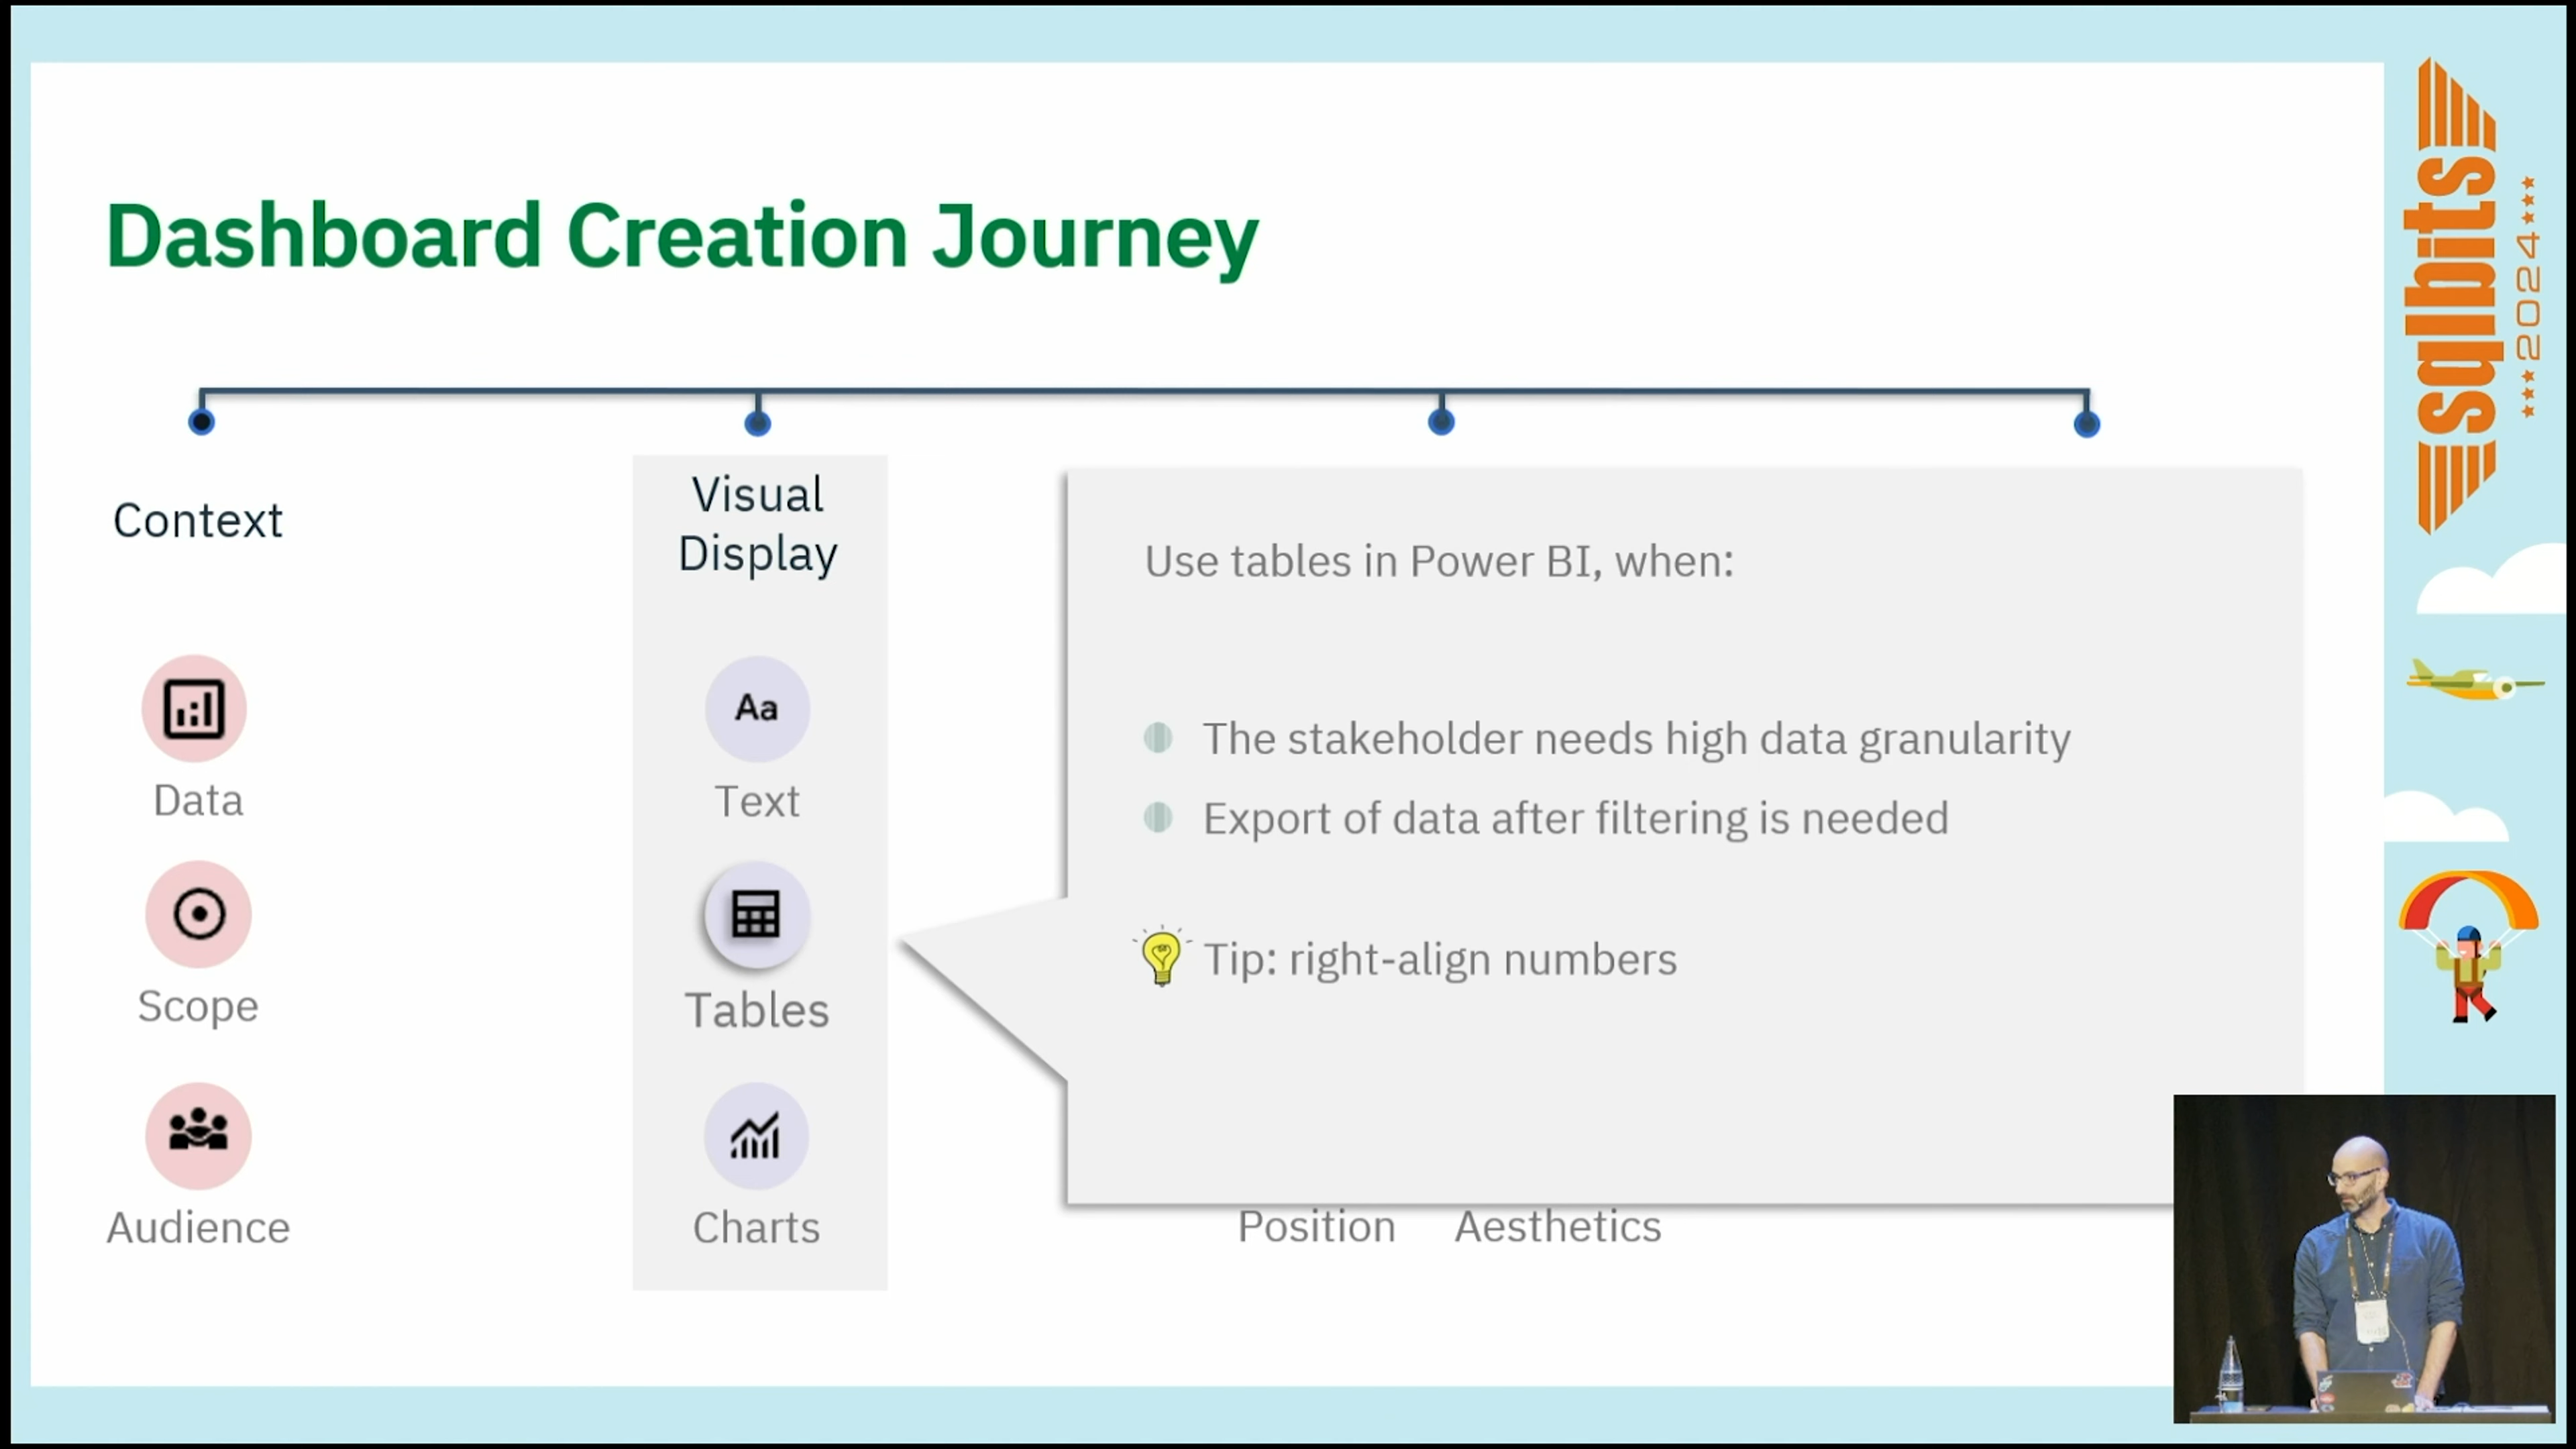 Dashboard Creation Journey
Context
Data
Scope
Audience
Visual
Display
Aa
Text
Tables
Charts
Use tables in Power BI, when:
The stakeholder needs high data granularity
Export of data after filtering is needed
Tip: right-align numbers
Position
Aesthetics
sqlbits
2024